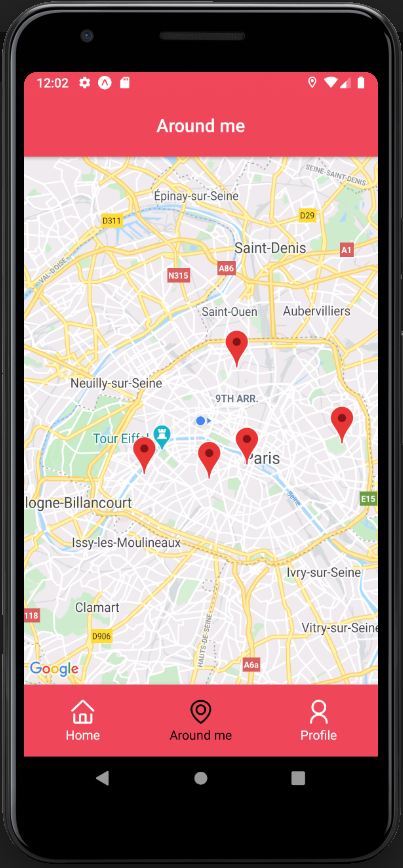 12:02
Around me
SEINE-SAINT-DENIS
Épinay-sur-Seine
D311
D29
Saint-Denis
A1
VAL-D'OISE
A86
N315
Saint-Ouen
Aubervilliers
Neuilly-sur-Seine
9TH ARR.
Tour Eiffel
Paris
Seine
E15
logne-Billancourt
Issy-les-Moulineaux
Ivry-sur-Seine
Clamart
118
HAUTS-DE-SEINE
Vitry-sur-Seine
D906
A6a
Google
Home
Around me
Profile